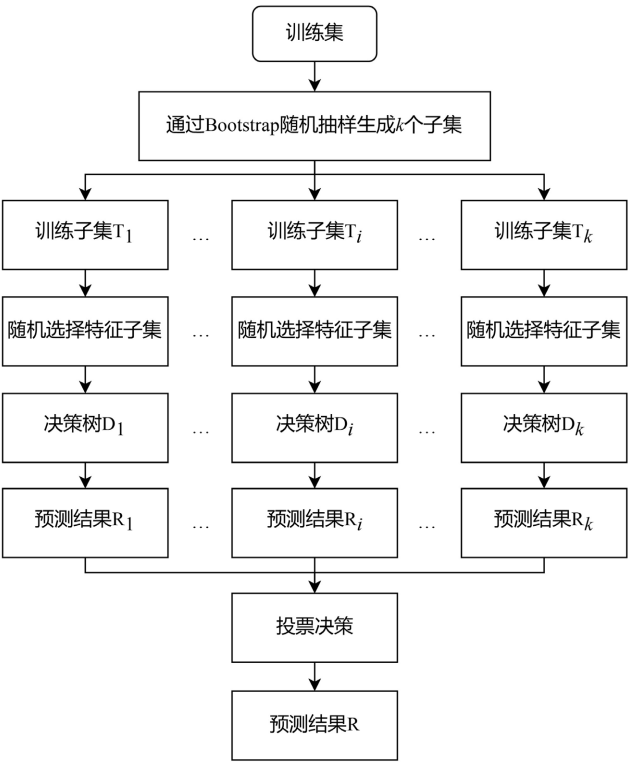 训练集
通过Bootstrap随机抽样生成k个子集
训练子集T1 … 训练子集Ti … 训练子集Tk
随机选择特征子集 … 随机选择特征子集 … 随机选择特征子集
决策树D1 … 决策树Di … 决策树Dk
预测结果R1 … 预测结果Ri … 预测结果Rk
投票决策
预测结果R